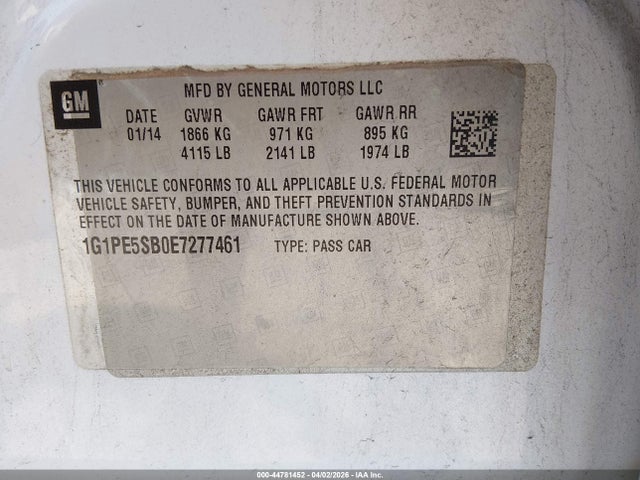 GM
MFD BY GENERAL MOTORS LLC
DATE GVWR GAWR FRT GAWR RR
01/14 1866 KG 971 KG 895 KG
4115 LB 2141 LB 1974 LB
THIS VEHICLE CONFORMS TO ALL APPLICABLE U.S. FEDERAL MOTOR
VEHICLE SAFETY, BUMPER, AND THEFT PREVENTION STANDARDS IN
EFFECT ON THE DATE OF MANUFACTURE SHOWN ABOVE.
1G1PE5SB0E7277461 TYPE: PASS CAR
000-44781452 04/02/2026 - IAA Inc.